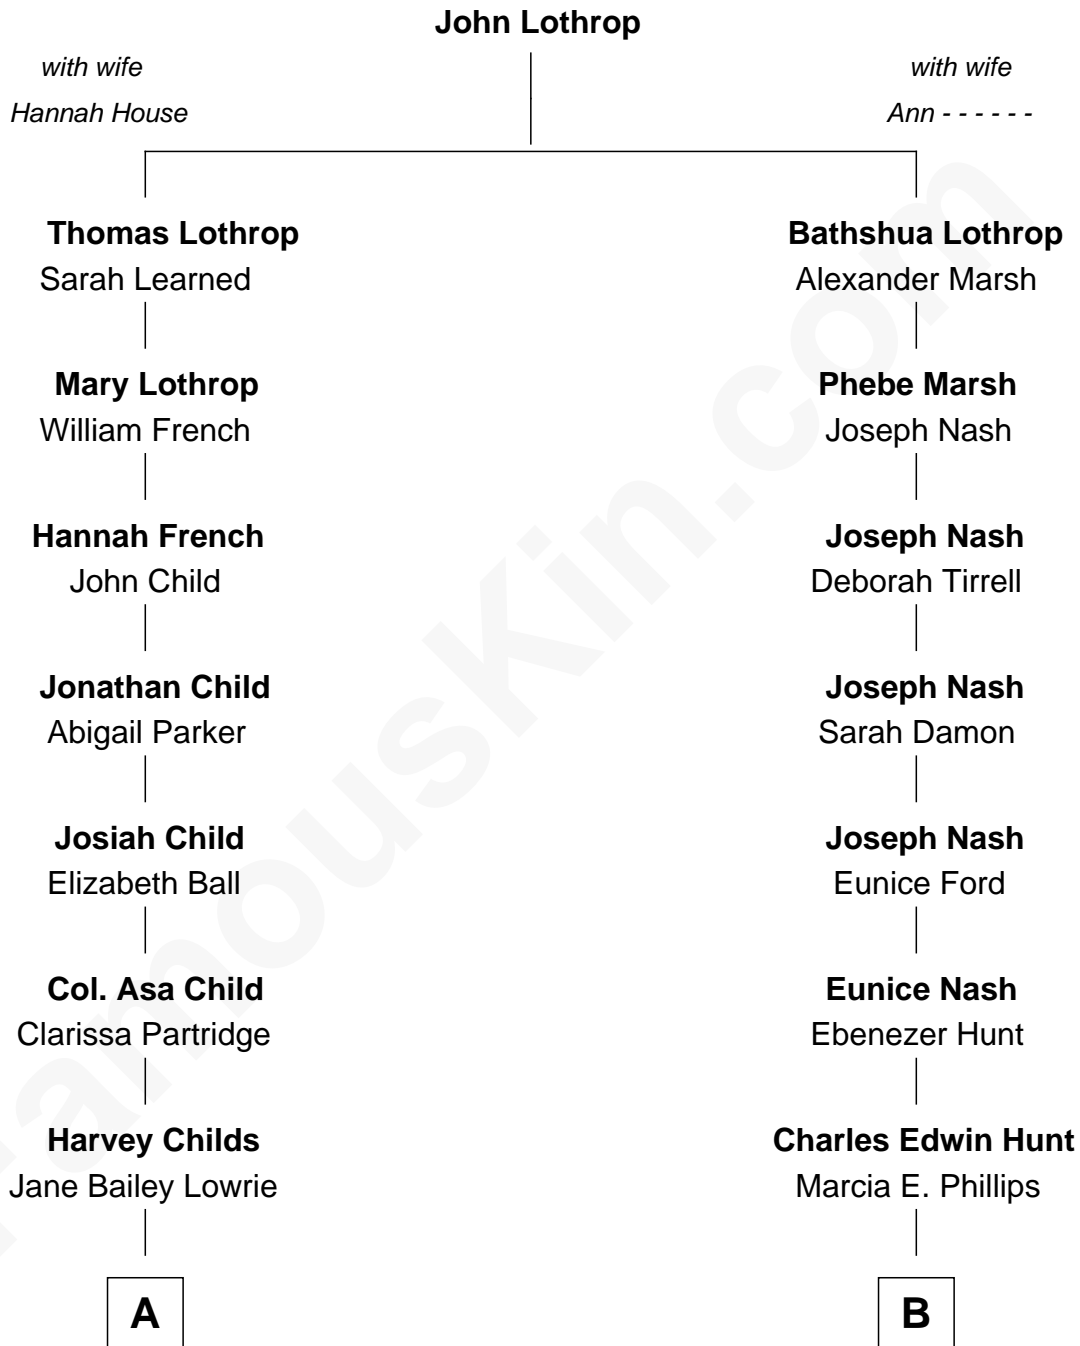 John Lothrop
with wife
Hannah House
with wife
Ann - - - - - -
Thomas Lothrop
Sarah Learned
Bathshua Lothrop
Alexander Marsh
Mary Lothrop
William French
Phebe Marsh
Joseph Nash
Hannah French
John Child
Joseph Nash
Deborah Tirrell
Jonathan Child
Abigail Parker
Joseph Nash
Sarah Damon
Josiah Child
Elizabeth Ball
Joseph Nash
Eunice Ford
Col. Asa Child
Clarissa Partridge
Eunice Nash
Ebenezer Hunt
Harvey Childs
Jane Bailey Lowrie
Charles Edwin Hunt
Marcia E. Phillips
A
B
FamousKin.com